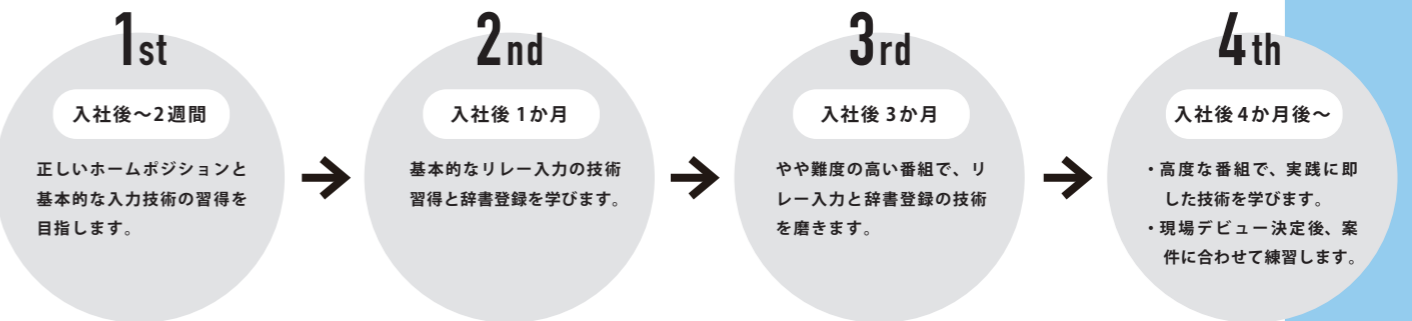 1st
入社後～2週間
正しいホームポジションと
基本的な入力技術の習得を
目指します。
2nd
入社後 1か月
基本的なリレー入力の技術
習得と辞書登録を学びます。
3rd
入社後 3か月
やや難度の高い番組で、リ
レー入力と辞書登録の技術
を磨きます。
4th
入社後 4か月後～
・高度な番組で、実践に即
した技術を学びます。
・現場デビュー決定後、案
件に合わせて練習します。